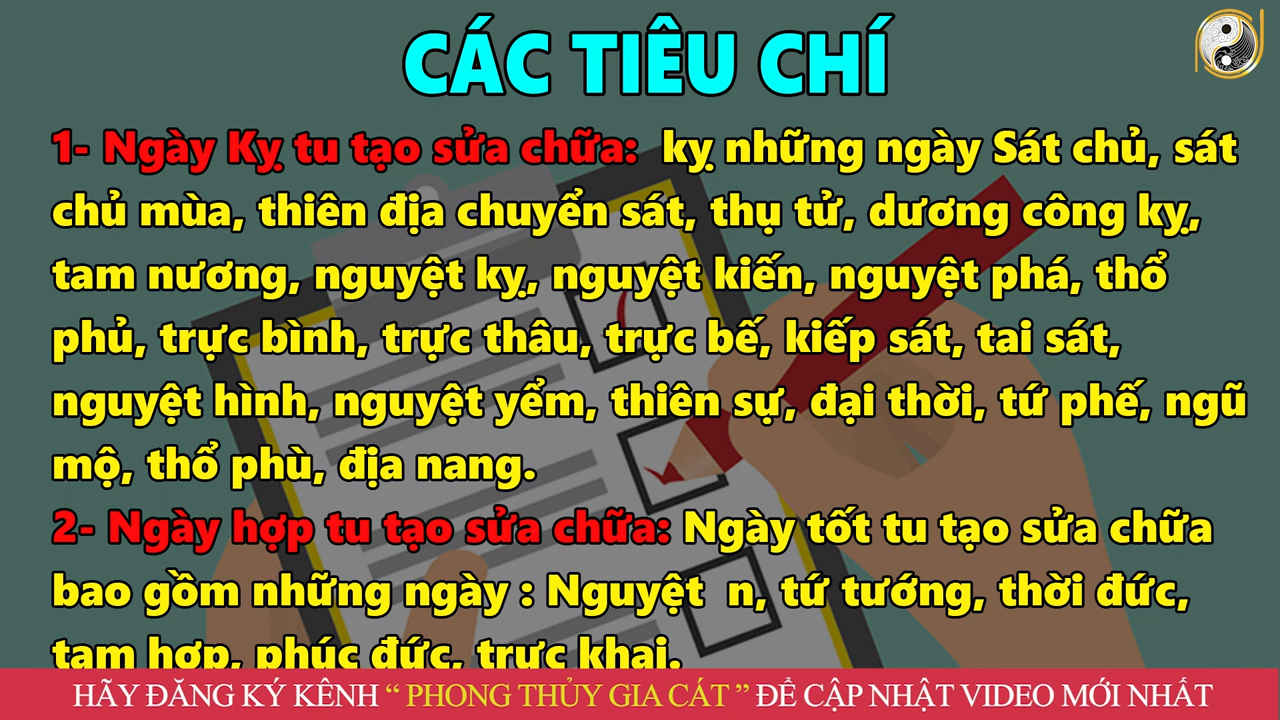 CÁC TIÊU CHÍ
1- Ngày Kỵ tu tạo sửa chữa: kỵ những ngày Sát chủ, sát
chủ mùa, thiên địa chuyển sát, thụ tử, dương công kỵ,
tam nương, nguyệt kỵ, nguyệt kiến, nguyệt phá, thổ
phủ, trực bình, trực thâu, trực bế, kiếp sát, tai sát,
nguyệt hình, nguyệt yểm, thiên sự, đại thời, tứ phế, ngũ
mộ, thổ phù, địa nang.
2- Ngày hợp tu tạo sửa chữa: Ngày tốt tu tạo sửa chữa
bao gồm những ngày : Nguyệt n, tứ tướng, thời đức,
tam hợp, phúc đức, trực khai.
HÃY ĐĂNG KÝ KÊNH “ PHONG THỦY GIA CÁT ” ĐỂ CẬP NHẬT VIDEO MỚI NHẤT